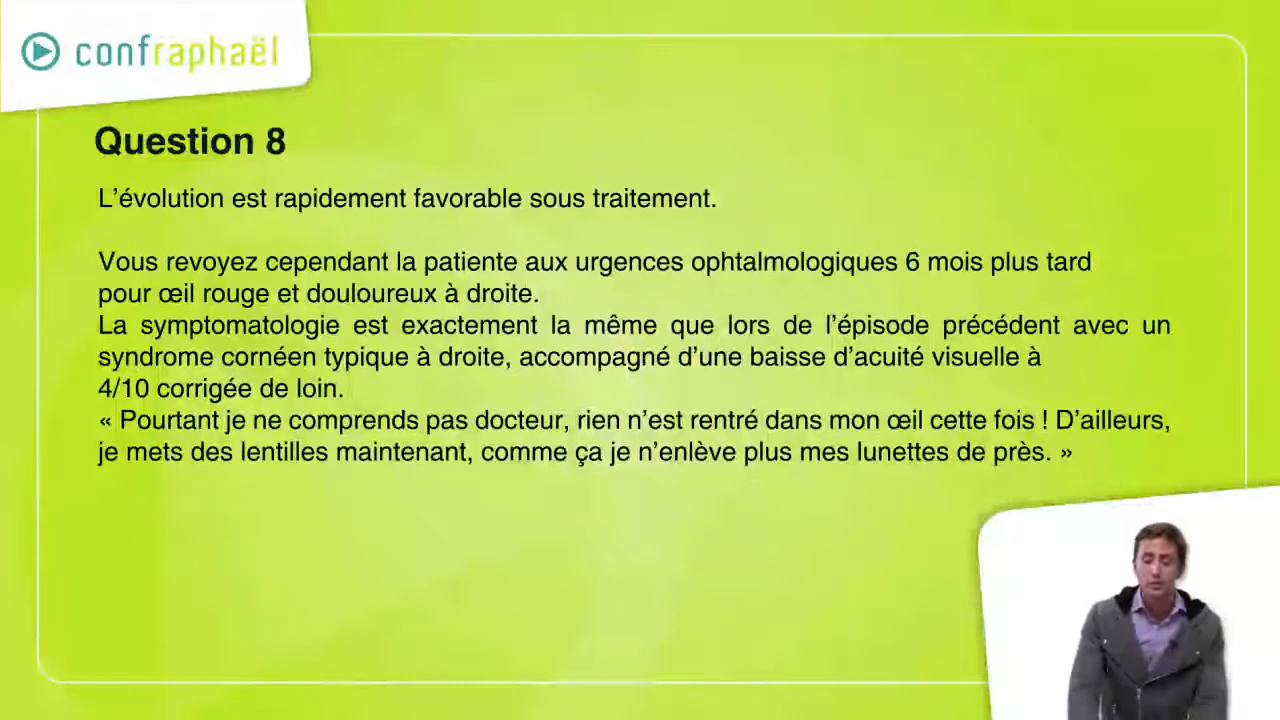 confraphaël
Question 8
L’évolution est rapidement favorable sous traitement.
Vous revoyez cependant la patiente aux urgences ophtalmologiques 6 mois plus tard
pour œil rouge et douloureux à droite.
La symptomatologie est exactement la même que lors de l’épisode précédent avec un
syndrome cornéen typique à droite, accompagné d’une baisse d’acuité visuelle à
4/10 corrigée de loin.
« Pourtant je ne comprends pas docteur, rien n’est rentré dans mon œil cette fois ! D’ailleurs,
je mets des lentilles maintenant, comme ça je n’enlève plus mes lunettes de près. »